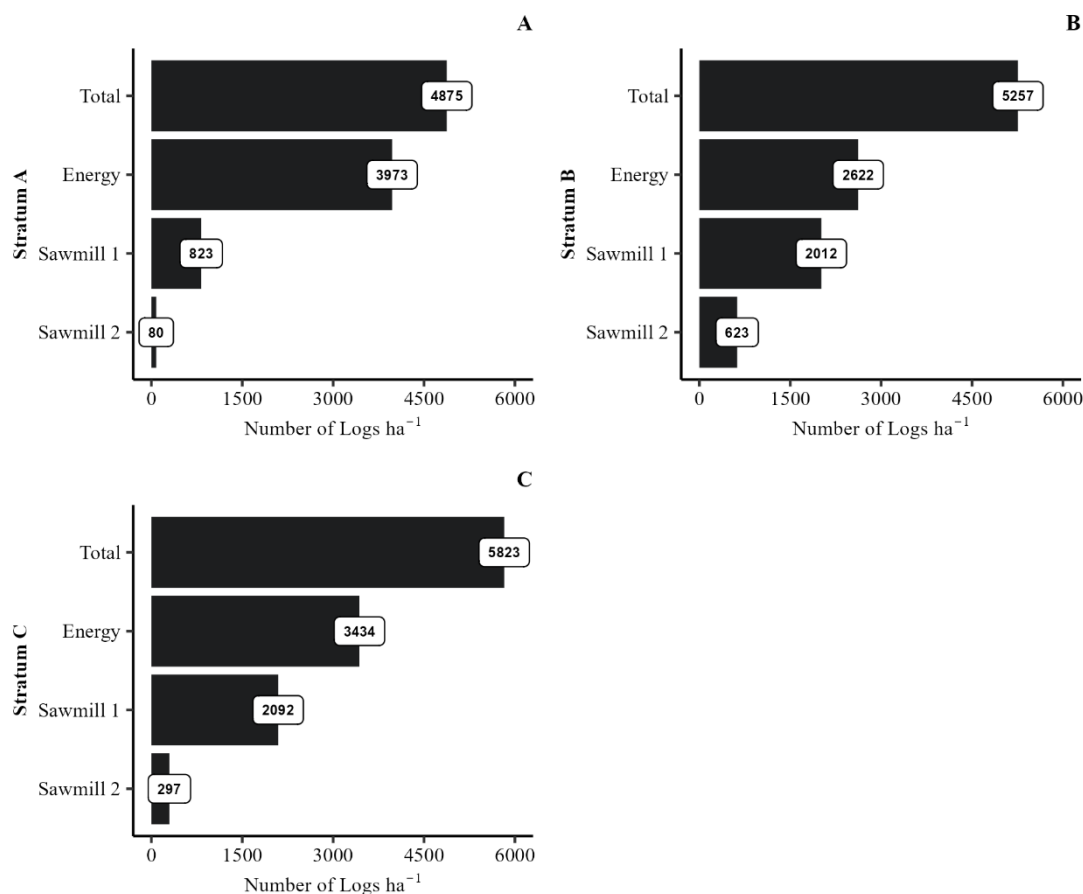 A
Stratum A
Total
4875
Energy
3973
Sawmill 1
823
Sawmill 2
80
0 1500 3000 4500 6000
Number of Logs ha⁻¹
B
Stratum B
Total
5257
Energy
2622
Sawmill 1
2012
Sawmill 2
623
0 1500 3000 4500 6000
Number of Logs ha⁻¹
C
Stratum C
Total
5823
Energy
3434
Sawmill 1
2092
Sawmill 2
297
0 1500 3000 4500 6000
Number of Logs ha⁻¹